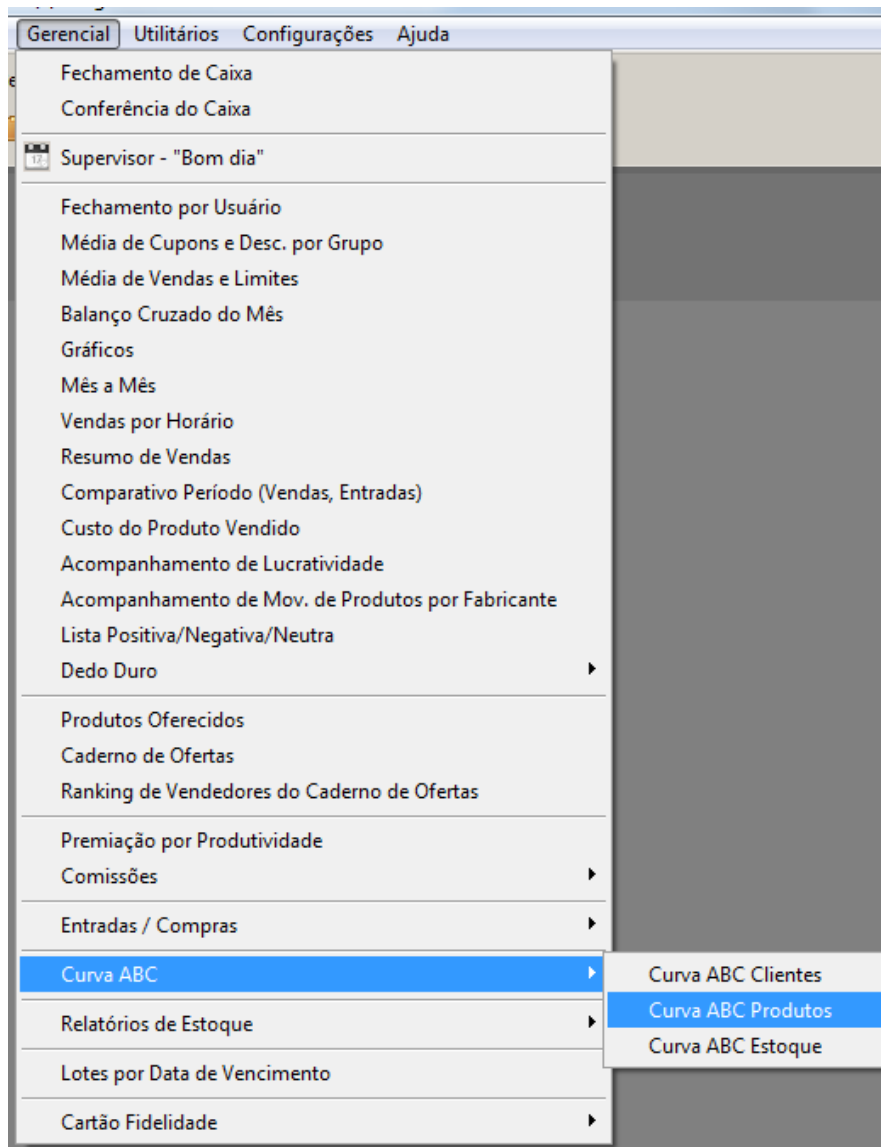 Gerencial Utilitários Configurações Ajuda
Fechamento de Caixa
Conferência do Caixa
Supervisor - "Bom dia"
Fechamento por Usuário
Média de Cupons e Desc. por Grupo
Média de Vendas e Limites
Balanço Cruzado do Mês
Gráficos
Mês a Mês
Vendas por Horário
Resumo de Vendas
Comparativo Período (Vendas, Entradas)
Custo do Produto Vendido
Acompanhamento de Lucratividade
Acompanhamento de Mov. de Produtos por Fabricante
Lista Positiva/Negativa/Neutra
Dedo Duro
Produtos Oferecidos
Caderno de Ofertas
Ranking de Vendedores do Caderno de Ofertas
Premiação por Produtividade
Comissões
Entradas / Compras
Curva ABC
Curva ABC Clientes
Curva ABC Produtos
Curva ABC Estoque
Relatórios de Estoque
Lotes por Data de Vencimento
Cartão Fidelidade